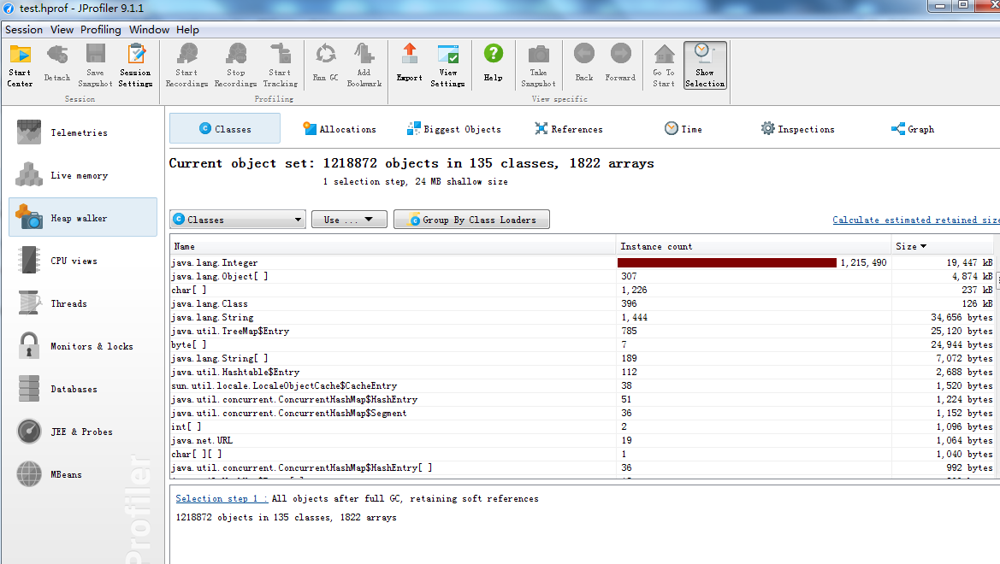 test.hprof - JProfiler 9.1.1
Session View Profiling Window Help
Start Center
Detach
Save Snapshot
Session Settings
Start Recordings
Stop Recordings
Start Tracking
Run GC
Add Bookmark
Export
View Settings
Help
Take Snapshot
Back
Forward
Go To Start
Show Selection
Session
Profiling
View specific
Telemetries
Live memory
Heap walker
CPU views
Threads
Monitors & locks
Databases
JEE & Probes
MBeans
JProfiler
Classes
Allocations
Biggest Objects
References
Time
Inspections
Graph
Current object set: 1218872 objects in 135 classes, 1822 arrays
1 selection step, 24 MB shallow size
Classes
Use ...
Group By Class Loaders
Calculate estimated retained size
Name Instance count Size
java.lang.Integer 1,215,490 19,447 kB
java.lang.Object[ ] 307 4,874 kB
char[ ] 1,226 237 kB
java.lang.Class 396 126 kB
java.lang.String 1,444 34,656 bytes
java.util.TreeMap$Entry 785 25,120 bytes
byte[ ] 7 24,944 bytes
java.lang.String[ ] 189 7,072 bytes
java.util.Hashtable$Entry 112 2,688 bytes
sun.util.locale.LocaleObjectCache$CacheEntry 38 1,520 bytes
java.util.concurrent.ConcurrentHashMap$HashEntry 51 1,224 bytes
java.util.concurrent.ConcurrentHashMap$Segment 36 1,152 bytes
int[ ] 2 1,096 bytes
java.net.URL 19 1,064 bytes
char[ ][ ] 1 1,040 bytes
java.util.concurrent.ConcurrentHashMap$HashEntry[ ] 36 992 bytes
Selection step 1 : All objects after full GC, retaining soft references
1218872 objects in 135 classes, 1822 arrays